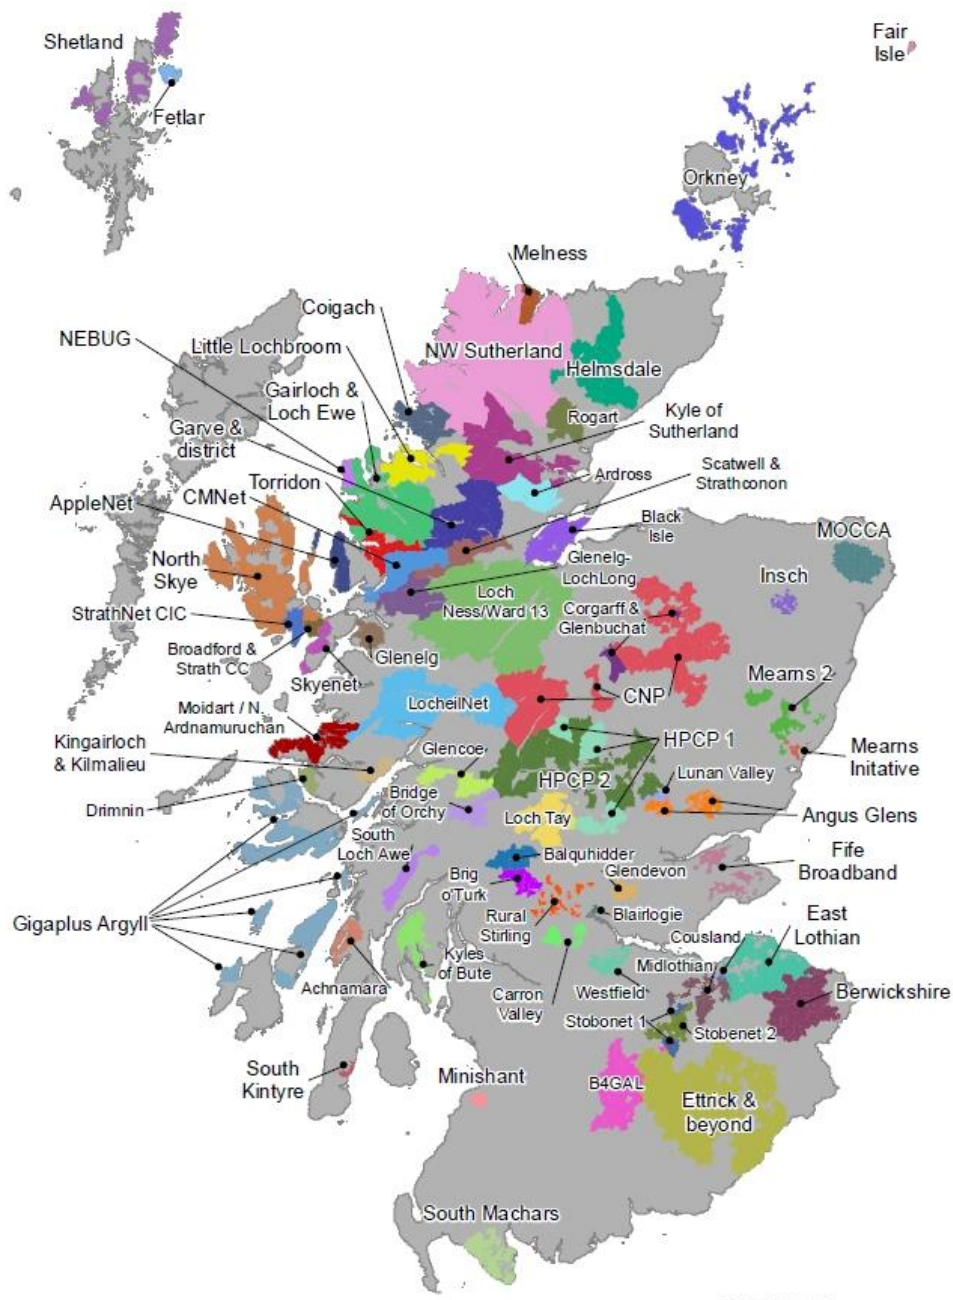 Shetland
Fair
Isle
Fetlar
Orkney
Melness
Coigach
NEBUG
Little Lochbroom
NW Sutherland
Helmsdale
Gairloch &
Loch Ewe
Rogart
Kyle of
Sutherland
Garve &
district
Ardross
Scatwell &
Strathconon
Torridon
CMNet
AppleNet
Black
Isle
MOCCA
North
Skye
Glenelg-
LochLong
Insch
Loch
Ness/Ward 13
Corgarff &
Glenbuchat
StrathNet CIC
Broadford &
Strath CC
Glenelg
Skyenet
CNP
Mearns 2
LocheilNet
Moidart / N.
Ardnamuruchan
Kingairloch
& Kilmalieu
Glencoe
HPCP 1
Mearns
Initative
HPCP 2
Lunan Valley
Drimnin
Bridge
of Orchy
Loch Tay
Angus Glens
South
Loch Awe
Balquhidder
Fife
Broadband
Glendevon
Brig
o'Turk
Gigaplus Argyll
Rural
Stirling
Blairlogie
East
Lothian
Cousland
Kyles
of Bute
Midlothian
Achnamara
Carron
Valley
Westfield
Berwickshire
Stobonet 1
Stobenet 2
South
Kintyre
Minishant
B4GAL
Ettrick &
beyond
South Machars